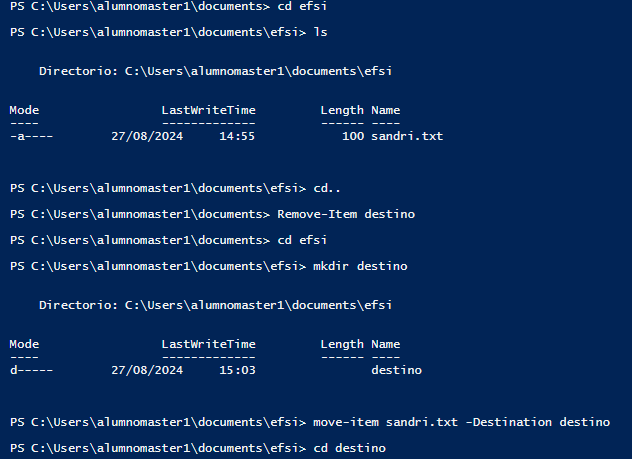 PS C:\Users\alumnomaster1\documents> cd efsi
PS C:\Users\alumnomaster1\documents\efsi> ls
Directorio: C:\Users\alumnomaster1\documents\efsi
Mode LastWriteTime Length Name
---- ------------- ------ ----
-a---- 27/08/2024 14:55 100 sandri.txt
PS C:\Users\alumnomaster1\documents\efsi> cd..
PS C:\Users\alumnomaster1\documents> Remove-Item destino
PS C:\Users\alumnomaster1\documents> cd efsi
PS C:\Users\alumnomaster1\documents\efsi> mkdir destino
Directorio: C:\Users\alumnomaster1\documents\efsi
Mode LastWriteTime Length Name
---- ------------- ------ ----
d----- 27/08/2024 15:03 destino
PS C:\Users\alumnomaster1\documents\efsi> move-item sandri.txt -Destination destino
PS C:\Users\alumnomaster1\documents\efsi> cd destino